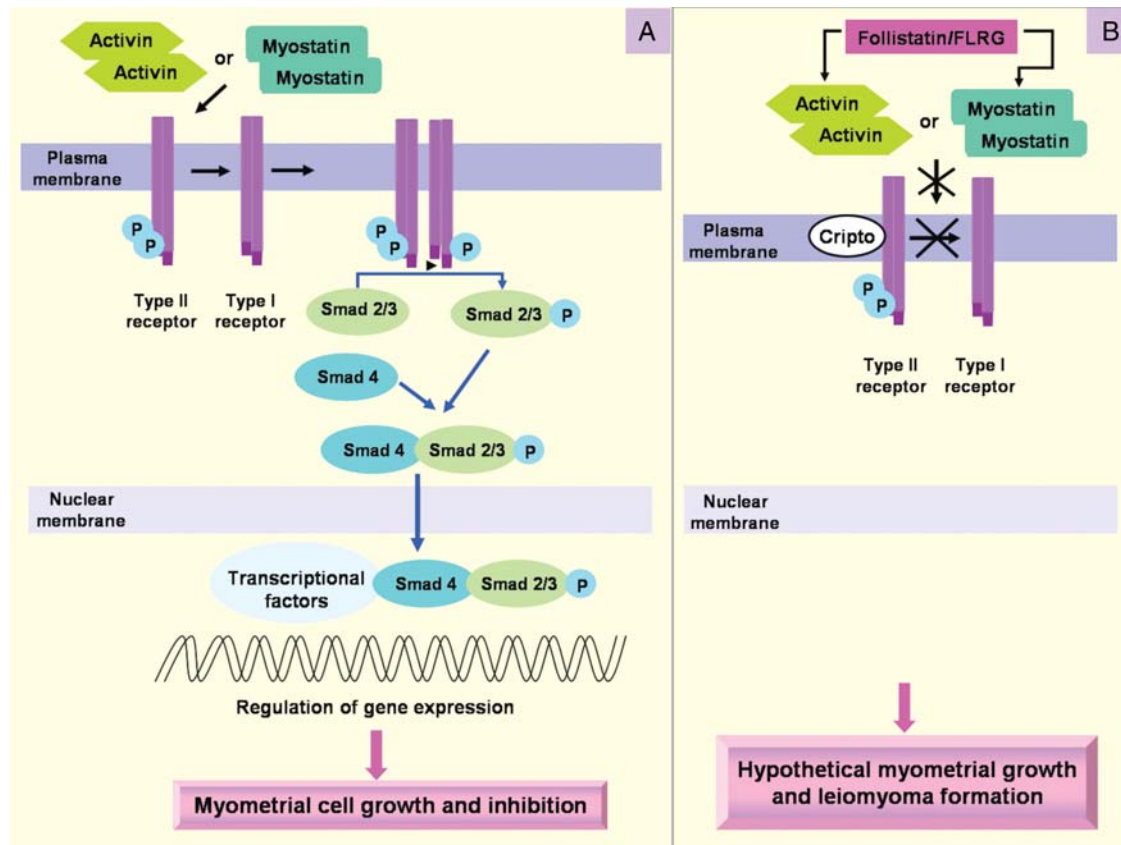 A
Activin
Activin
or
Myostatin
Myostatin
Plasma
membrane
P
P
P
P
P
Type II
receptor
Type I
receptor
Smad 2/3
Smad 2/3
P
Smad 4
Smad 4
Smad 2/3
P
Nuclear
membrane
Transcriptional
factors
Smad 4
Smad 2/3
P
Regulation of gene expression
Myometrial cell growth and inhibition
B
Follistatin/FLRG
Activin
Activin
or
Myostatin
Myostatin
Plasma
membrane
Cripto
P
P
Type II
receptor
Type I
receptor
Nuclear
membrane
Hypothetical myometrial growth
and leiomyoma formation